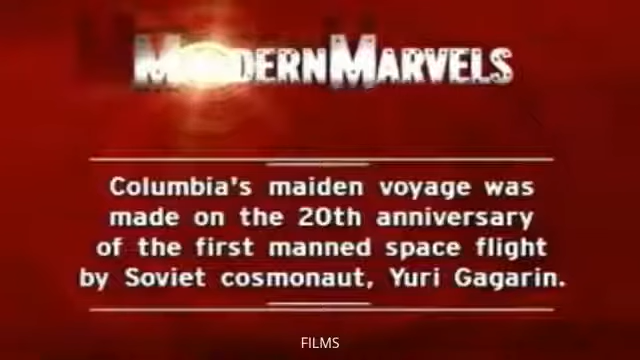 MODERN MARVELS
Columbia's maiden voyage was
made on the 20th anniversary
of the first manned space flight
by Soviet cosmonaut, Yuri Gagarin.
FILMS